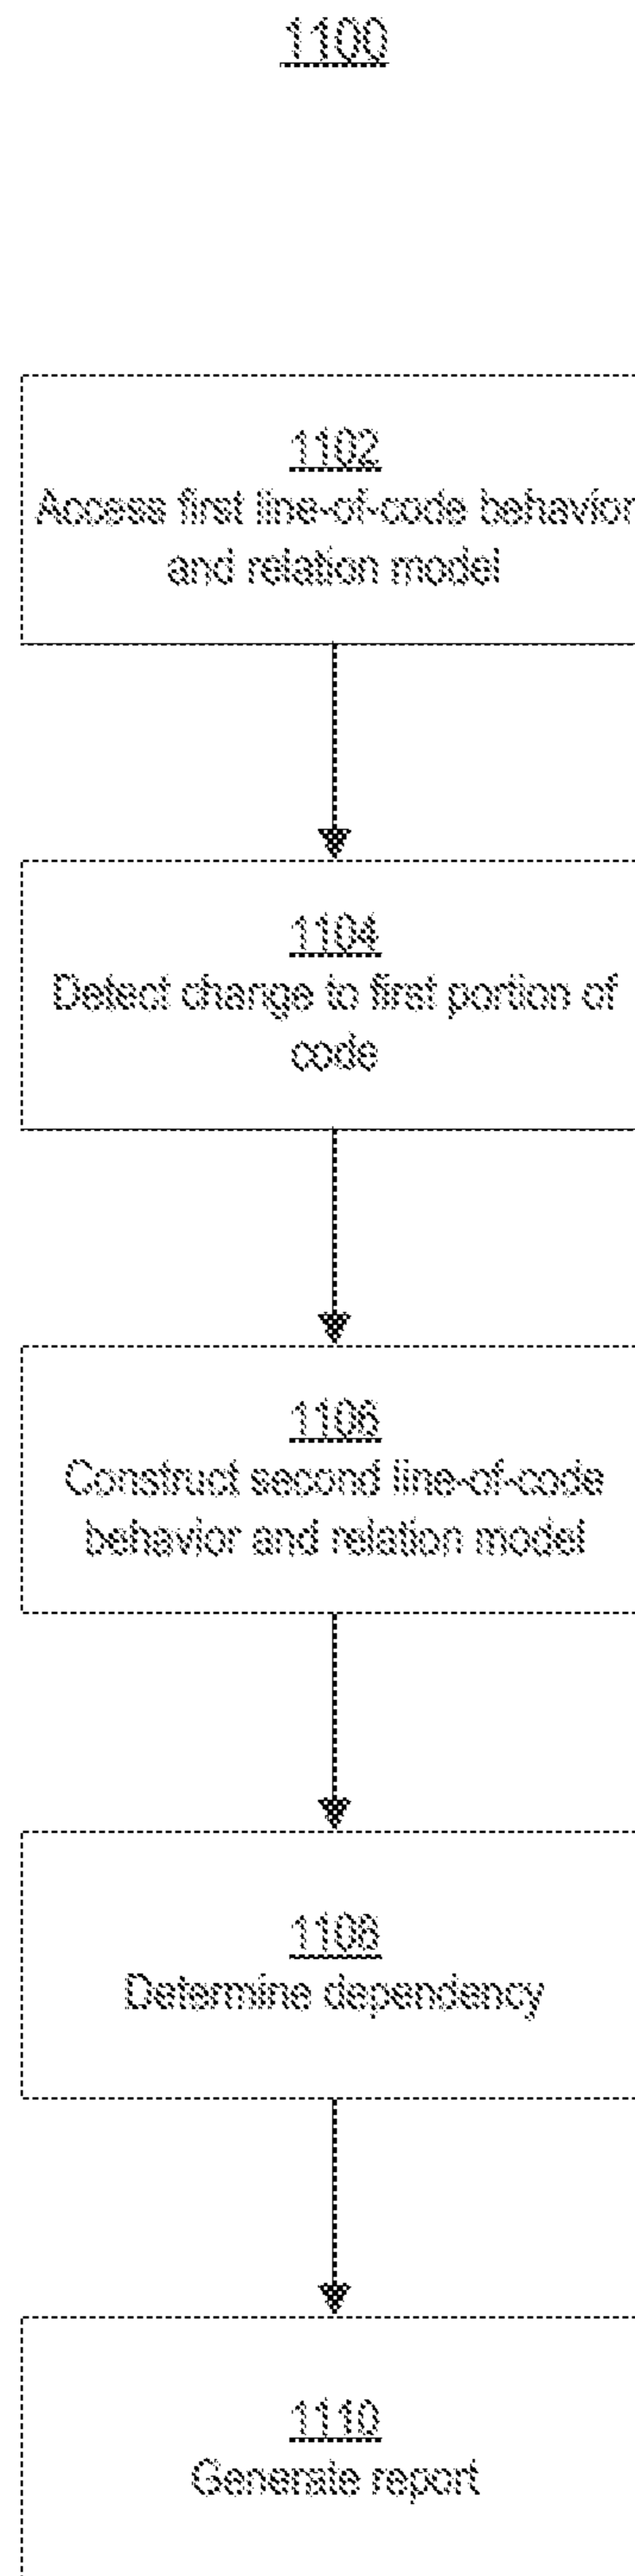 1100
1102
Access first line-of-code behavior
and relation model
1104
Detect change to first portion of
code
1106
Construct second line-of-code
behavior and relation model
1108
Determine dependency
1110
Generate report